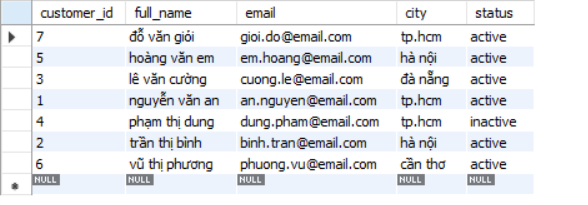 customer_id full_name email city status
7 đỗ văn giỏi gioi.do@email.com tp.hcm active
5 hoàng văn em em.hoang@email.com hà nội active
3 lê văn cường cuong.le@email.com đà nẵng active
1 nguyễn văn an an.nguyen@email.com tp.hcm active
4 phạm thị dung dung.pham@email.com tp.hcm inactive
2 trần thị bình binh.tran@email.com hà nội active
6 vũ thị phương phuong.vu@email.com cần thơ active
NULL NULL NULL NULL NULL